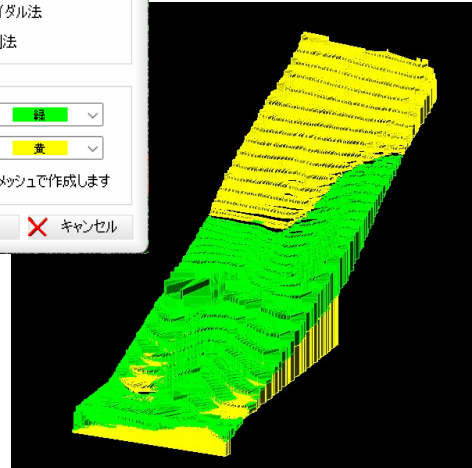 イダル法
法
緑
黄
メッシュで作成します
キャンセル